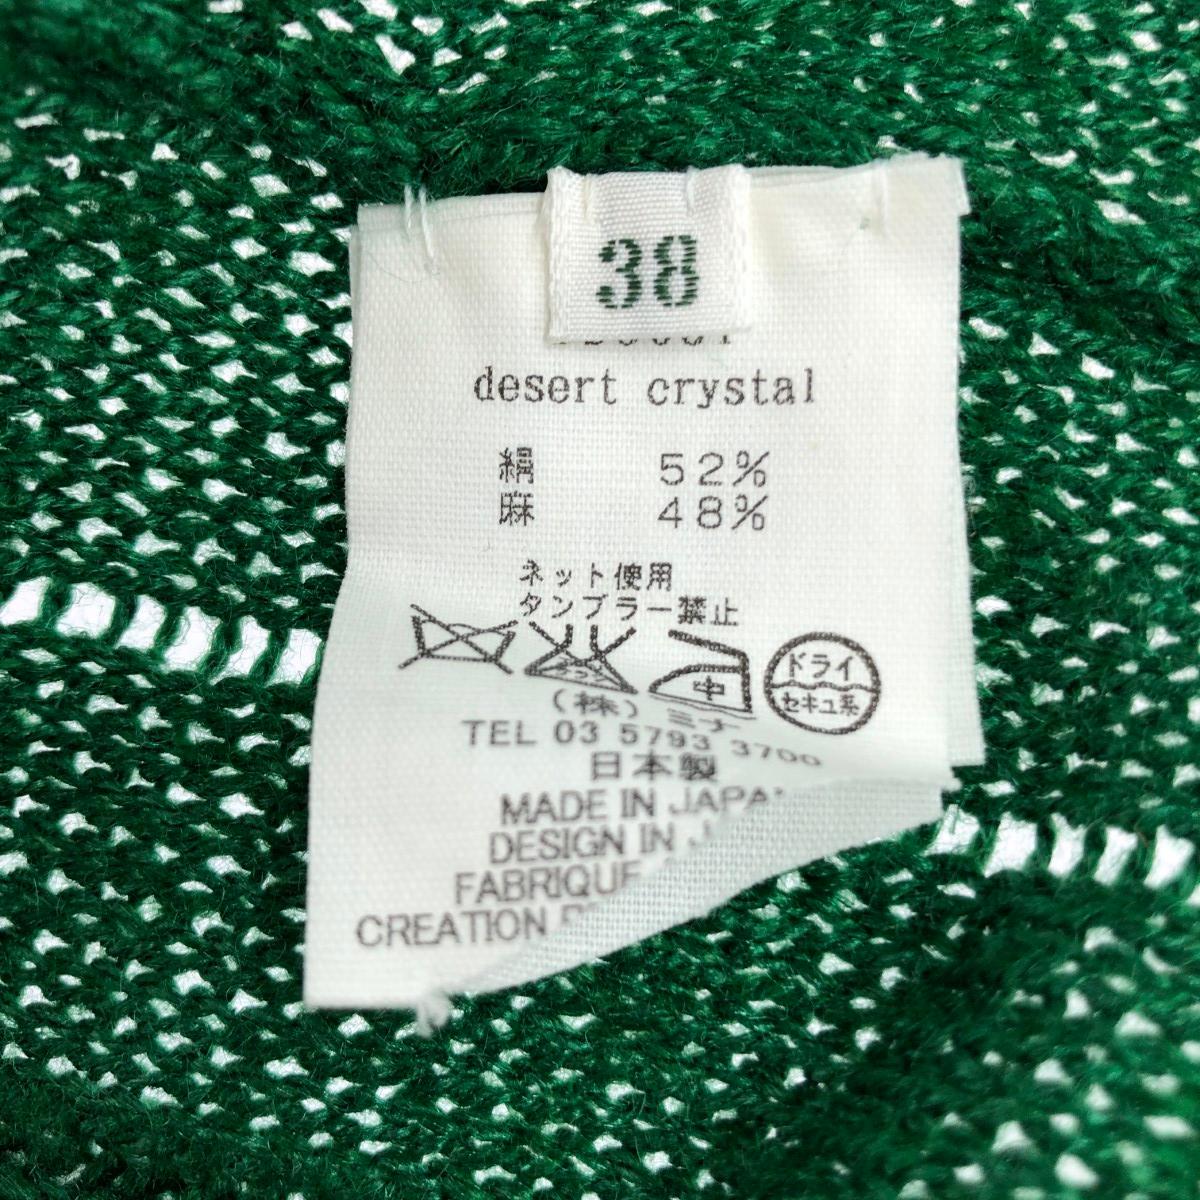 38
desert crystal
絹 52%
麻 48%
ネット使用
タンブラー禁止
中
ドライ
セキユ系
(株) ミナ
TEL 03 5793 3700
日本製
MADE IN JAPAN
DESIGN IN
FABRIQUE
CREATION